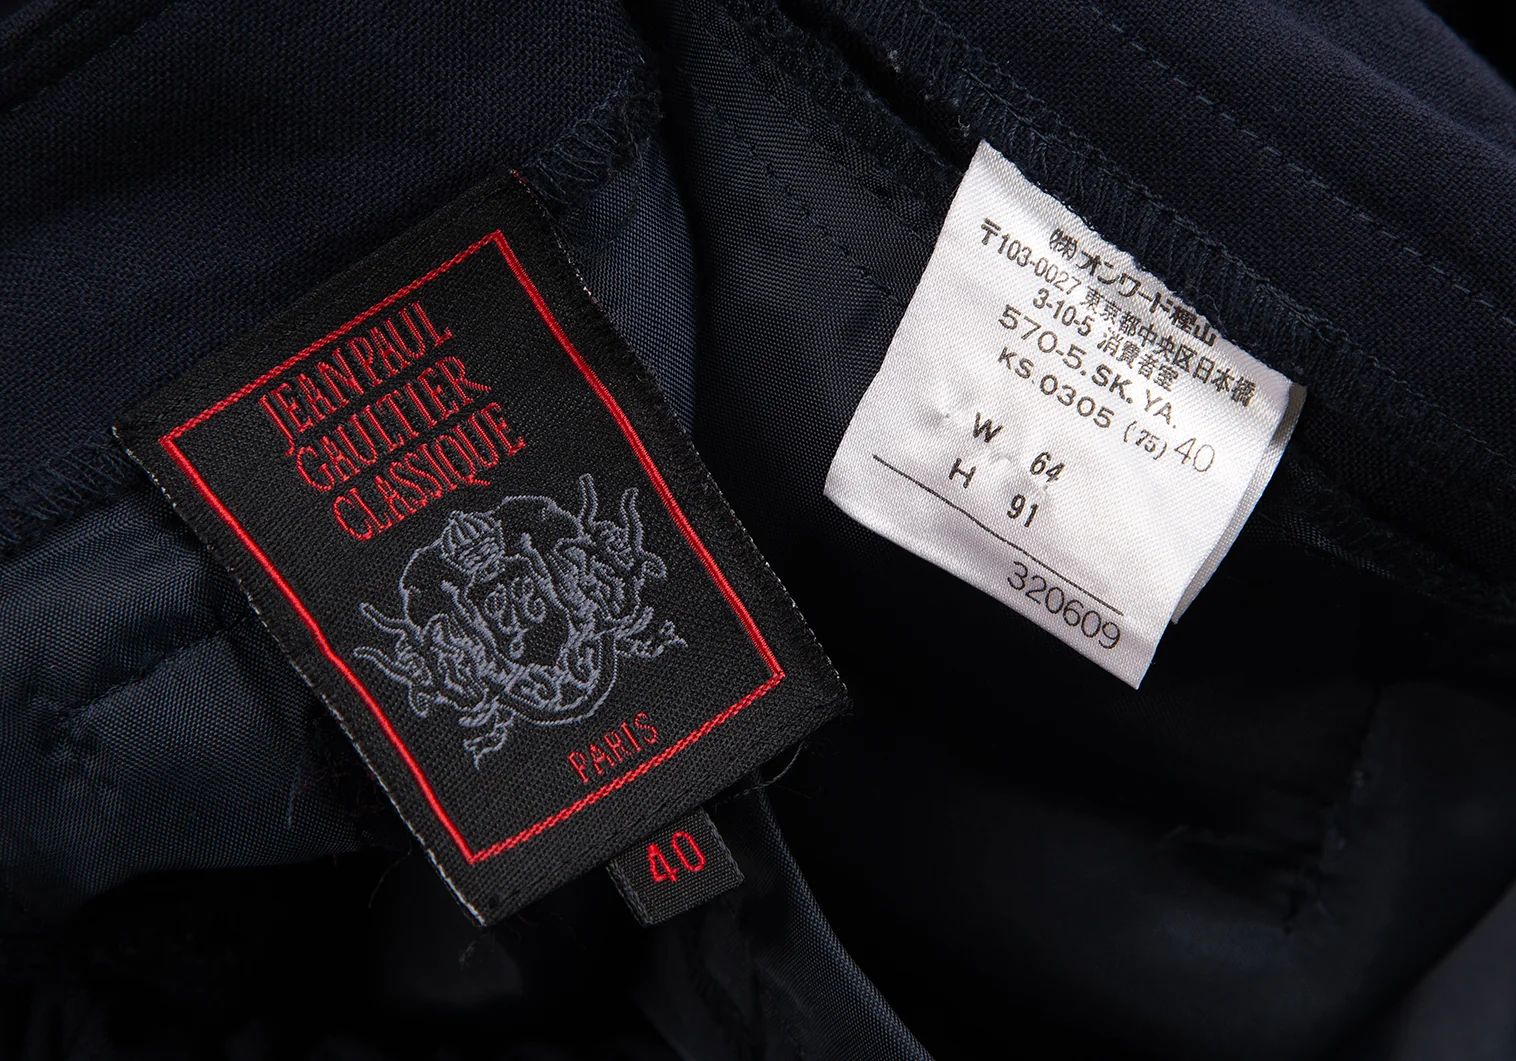 JEAN PAUL
GAULTIER
CLASSIQUE
PARIS
40
㈱オンワード樫山
〒103-0027 東京都中央区日本橋
3-10-5 消費者室
570-5.SK.YA.
KS.0305 (75) 40
W 64
H 91
320609